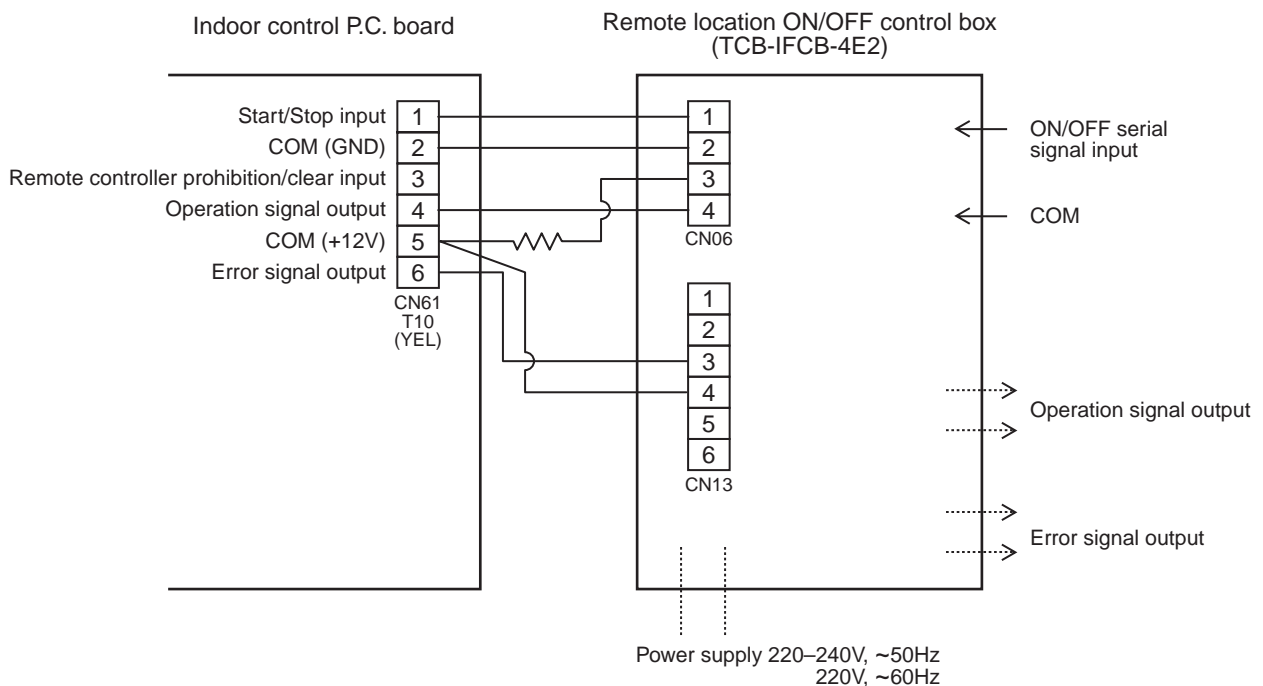 Indoor control P.C. board
Remote location ON/OFF control box
(TCB-IFCB-4E2)
Start/Stop input 1
COM (GND) 2
Remote controller prohibition/clear input 3
Operation signal output 4
COM (+12V) 5
Error signal output 6
CN61
T10
(YEL)
1
2
3
4
CN06
1
2
3
4
5
6
CN13
ON/OFF serial
signal input
COM
Operation signal output
Error signal output
Power supply 220–240V, ~50Hz
220V, ~60Hz